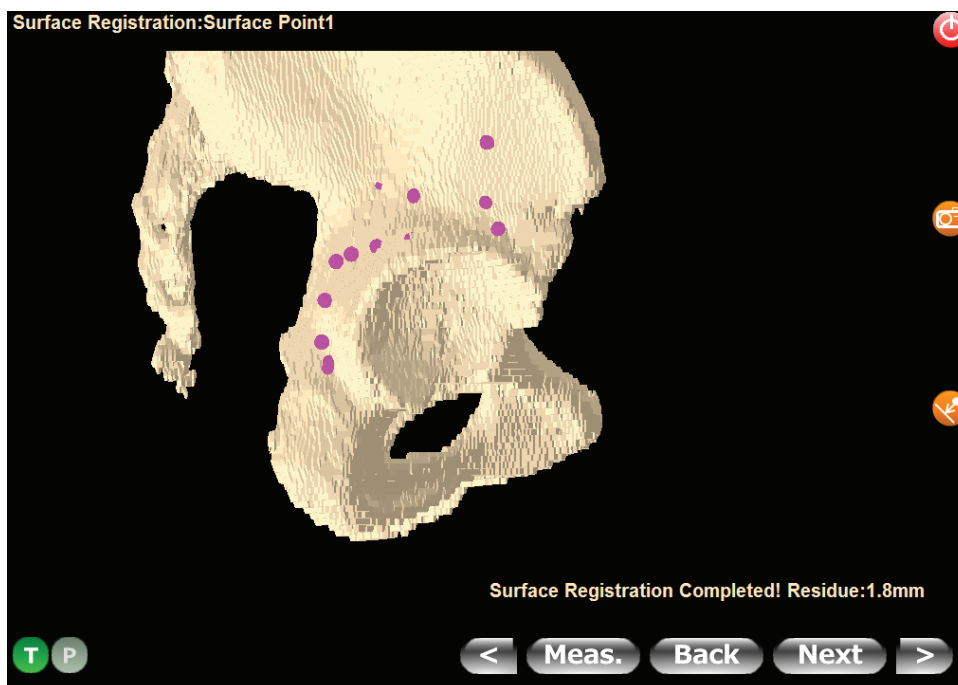 Surface Registration:Surface Point1
Surface Registration Completed! Residue:1.8mm
T P < Meas. Back Next >